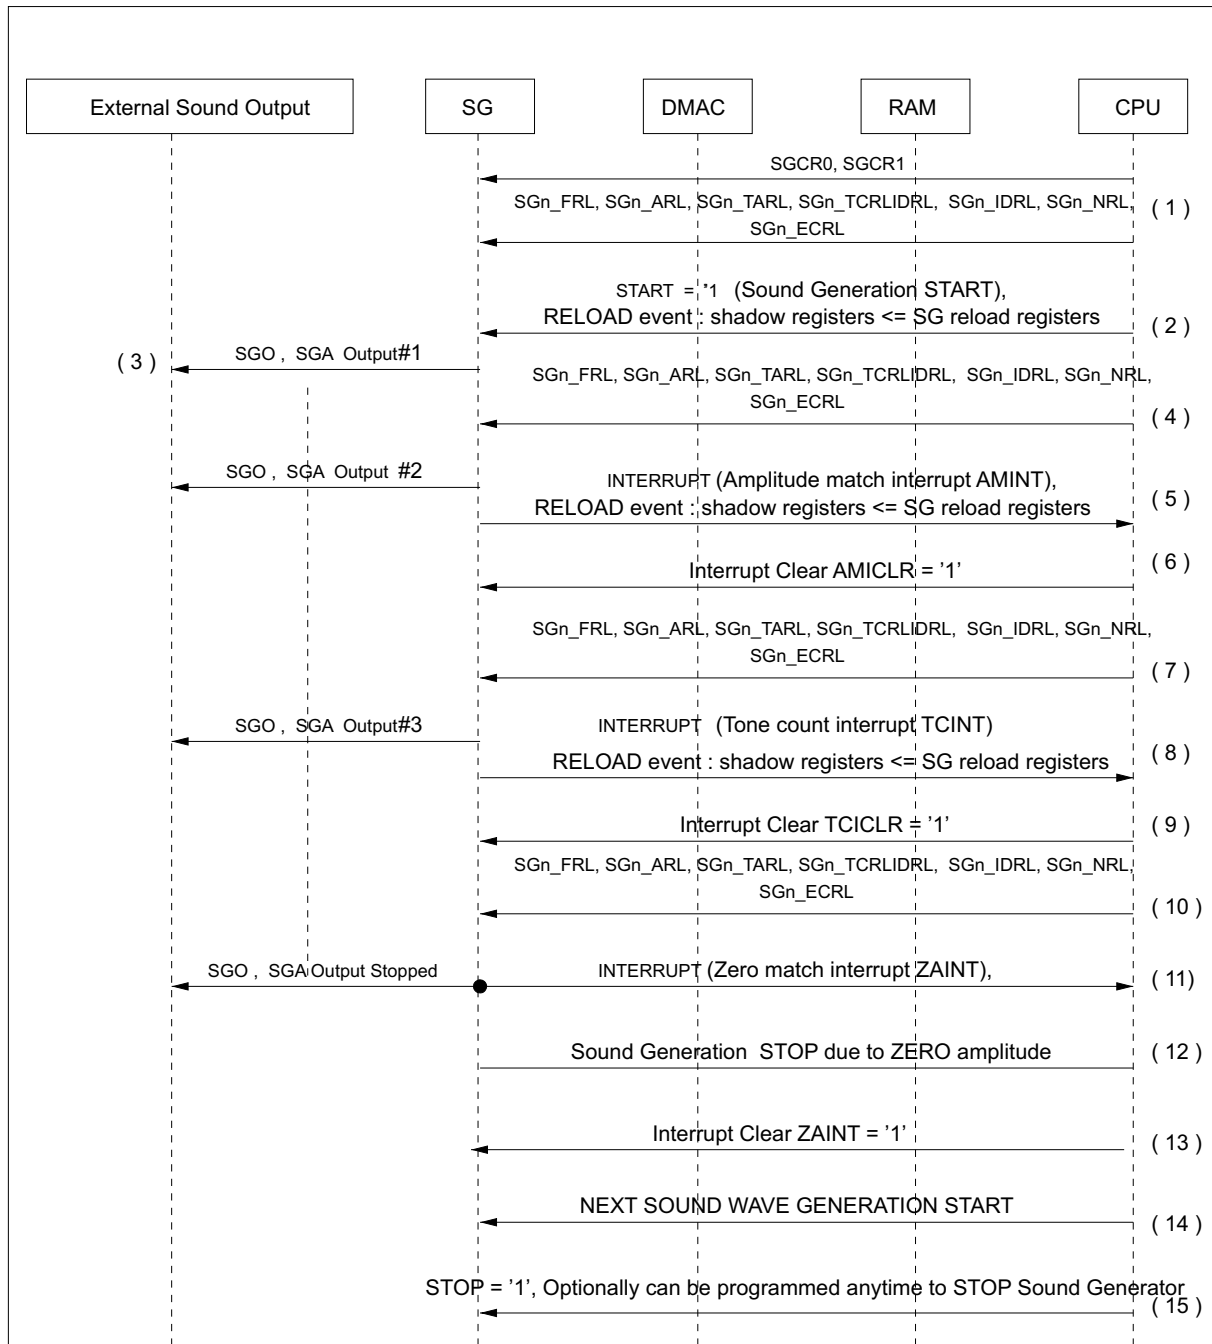 External Sound Output
SG
DMAC
RAM
CPU
SGCR0, SGCR1
SGn_FRL, SGn_ARL, SGn_TARL, SGn_TCRLIDRL, SGn_IDRL, SGn_NRL,
( 1 )
SGn_ECRL
START = '1 (Sound Generation START),
RELOAD event : shadow registers <= SG reload registers
( 2 )
( 3 )
SGO , SGA Output#1
SGn_FRL, SGn_ARL, SGn_TARL, SGn_TCRLIDRL, SGn_IDRL, SGn_NRL,
SGn_ECRL
( 4 )
SGO , SGA Output #2
INTERRUPT (Amplitude match interrupt AMINT),
RELOAD event : shadow registers <= SG reload registers
( 5 )
Interrupt Clear AMICLR = '1'
( 6 )
SGn_FRL, SGn_ARL, SGn_TARL, SGn_TCRLIDRL, SGn_IDRL, SGn_NRL,
SGn_ECRL
( 7 )
SGO , SGA Output#3
INTERRUPT (Tone count interrupt TCINT)
RELOAD event : shadow registers <= SG reload registers
( 8 )
Interrupt Clear TCICLR = '1'
( 9 )
SGn_FRL, SGn_ARL, SGn_TARL, SGn_TCRLIDRL, SGn_IDRL, SGn_NRL,
SGn_ECRL
( 10 )
SGO , SGA Output Stopped
INTERRUPT (Zero match interrupt ZAINT),
( 11)
Sound Generation STOP due to ZERO amplitude
( 12 )
Interrupt Clear ZAINT = '1'
( 13 )
NEXT SOUND WAVE GENERATION START
( 14 )
STOP = '1', Optionally can be programmed anytime to STOP Sound Generator
( 15 )